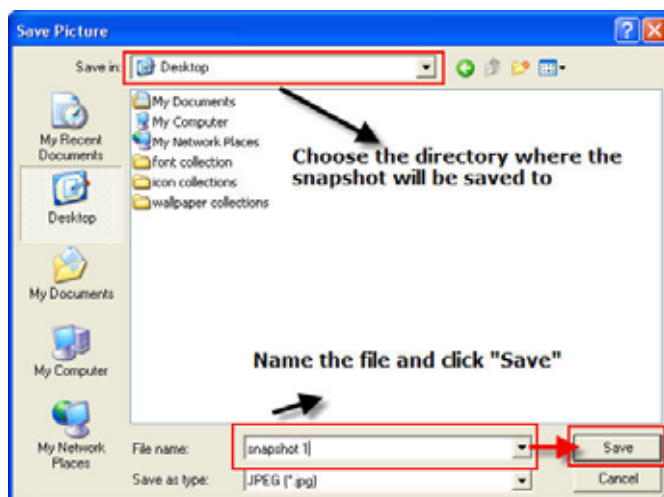 Save Picture
Save in:
Desktop
My Recent
Documents
Desktop
My Documents
My Computer
My Network
Places
My Documents
My Computer
My Network Places
font collection
icon collections
wallpaper collections
Choose the directory where the
snapshot will be saved to
Name the file and click "Save"
File name:
snapshot 1
Save
Save as type:
JPEG (*.jpg)
Cancel